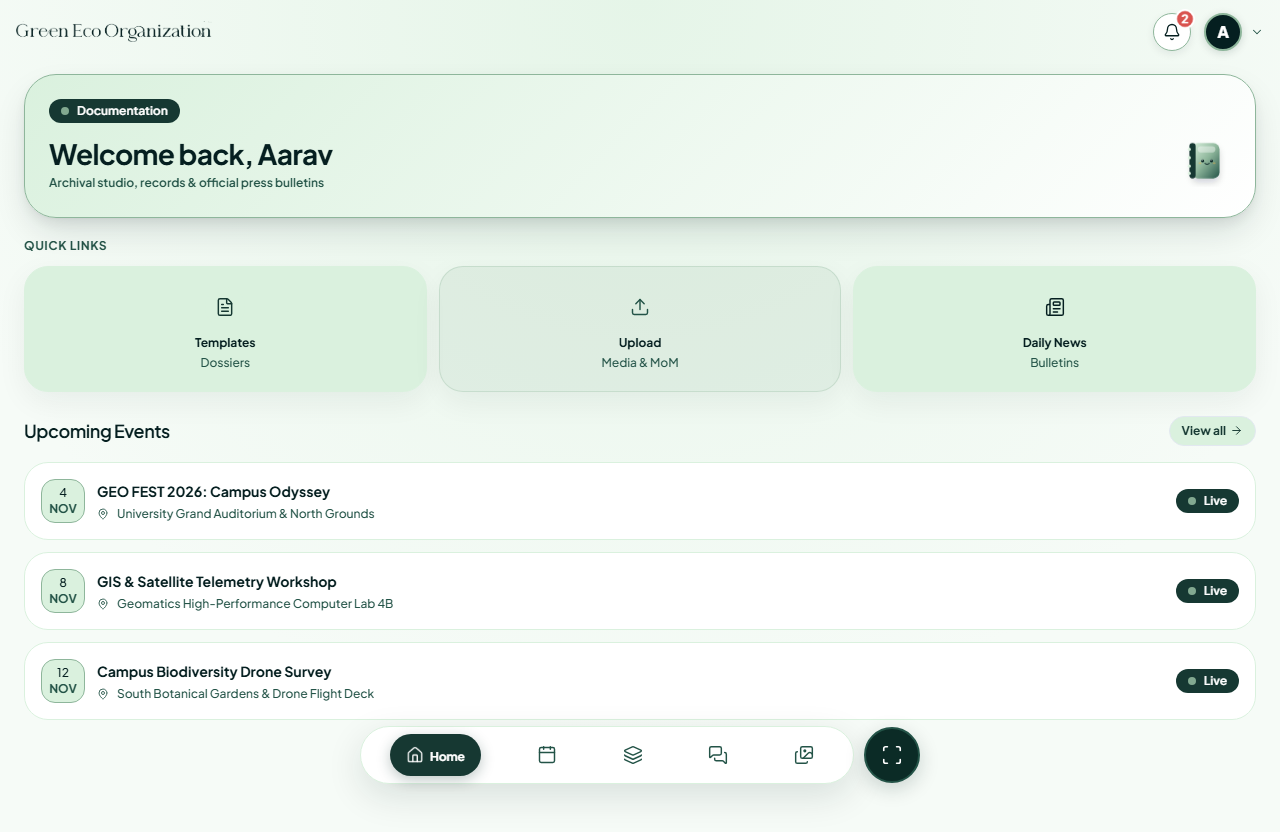 Green Eco Organization
2
A
Documentation
Welcome back, Aarav
Archival studio, records & official press bulletins
QUICK LINKS
Templates
Dossiers
Upload
Media & MoM
Daily News
Bulletins
Upcoming Events
View all
4
NOV
GEO FEST 2026: Campus Odyssey
University Grand Auditorium & North Grounds
Live
8
NOV
GIS & Satellite Telemetry Workshop
Geomatics High-Performance Computer Lab 4B
Live
12
NOV
Campus Biodiversity Drone Survey
South Botanical Gardens & Drone Flight Deck
Live
Home